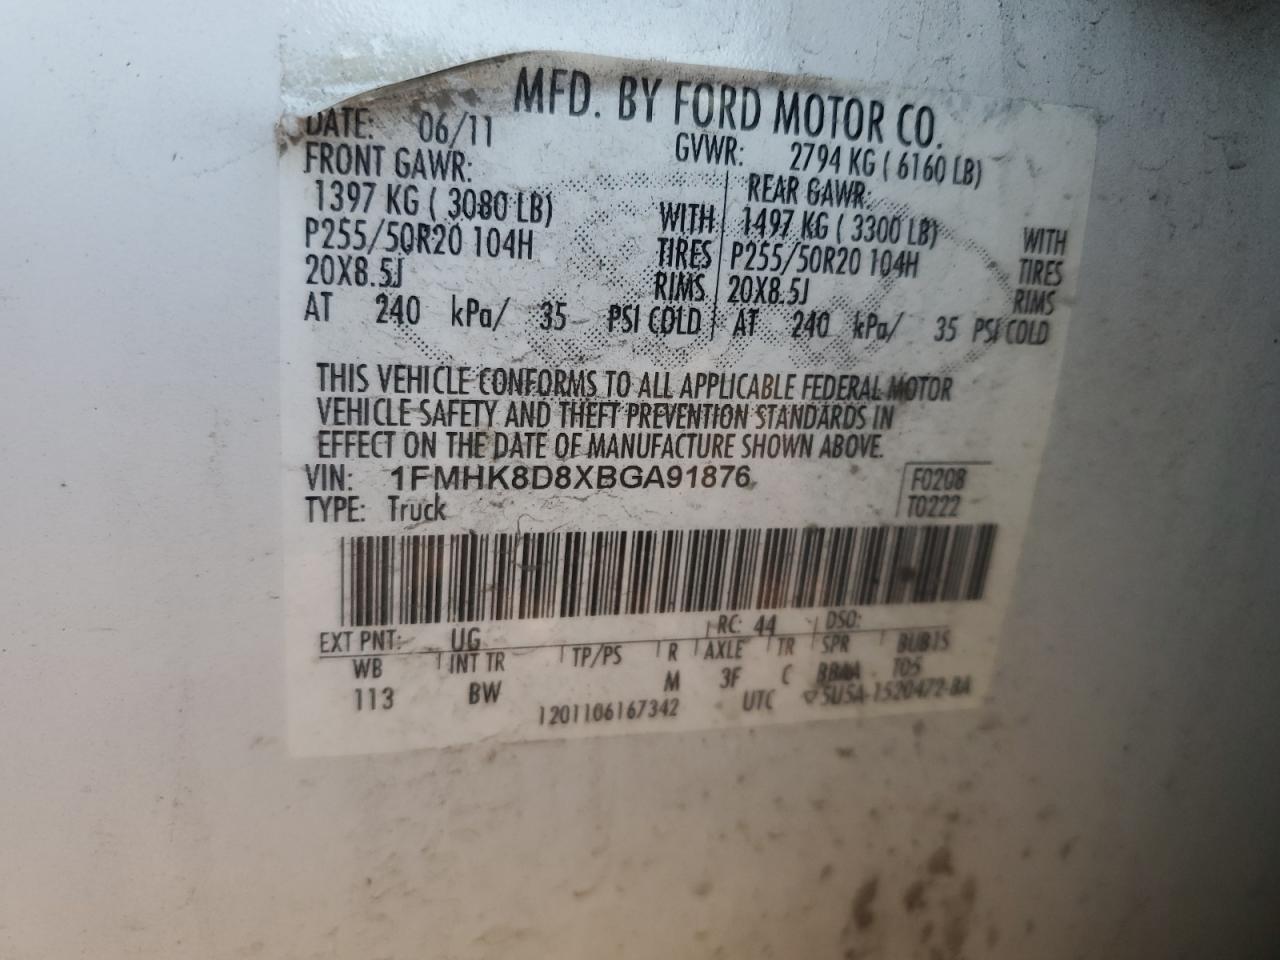 MFD. BY FORD MOTOR CO.
DATE: 06/11 GVWR: 2794 KG ( 6160 LB)
FRONT GAWR: REAR GAWR:
1397 KG ( 3080 LB) WITH 1497 KG ( 3300 LB) WITH
P255/50R20 104H TIRES P255/50R20 104H TIRES
20X8.5J RIMS 20X8.5J RIMS
AT 240 kPa/ 35 PSI COLD AT 240 kPa/ 35 PSI COLD
THIS VEHICLE CONFORMS TO ALL APPLICABLE FEDERAL MOTOR
VEHICLE SAFETY AND THEFT PREVENTION STANDARDS IN
EFFECT ON THE DATE OF MANUFACTURE SHOWN ABOVE.
VIN: 1FMHK8D8XBGA91876 F0208
TYPE: Truck T0222
EXT PNT: UG RC: 44 DSO:
WB INT TR TP/PS R AXLE TR SPR
113 BW M 3F C BBAA
1201106167342 UTC 5U5A-1520472-BA